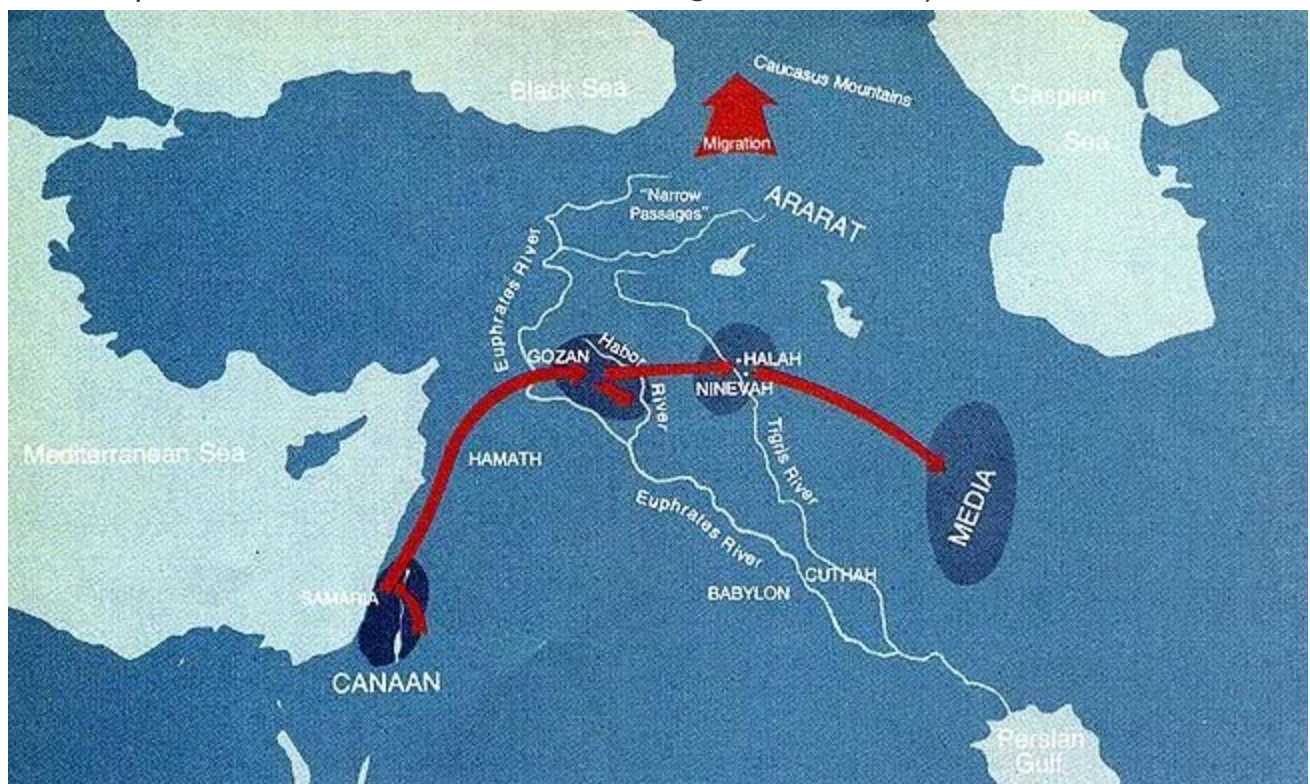 Black Sea
Caucasus Mountains
Caspian
Sea
Migration
"Narrow
Passages"
ARARAT
Euphrates River
GOZAN
Habor
River
HALAH
NINEVAH
Mediterranean Sea
HAMATH
Tigris River
MEDIA
Euphrates River
SAMARIA
BABYLON
CUTHAH
CANAAN
Persian
Gulf